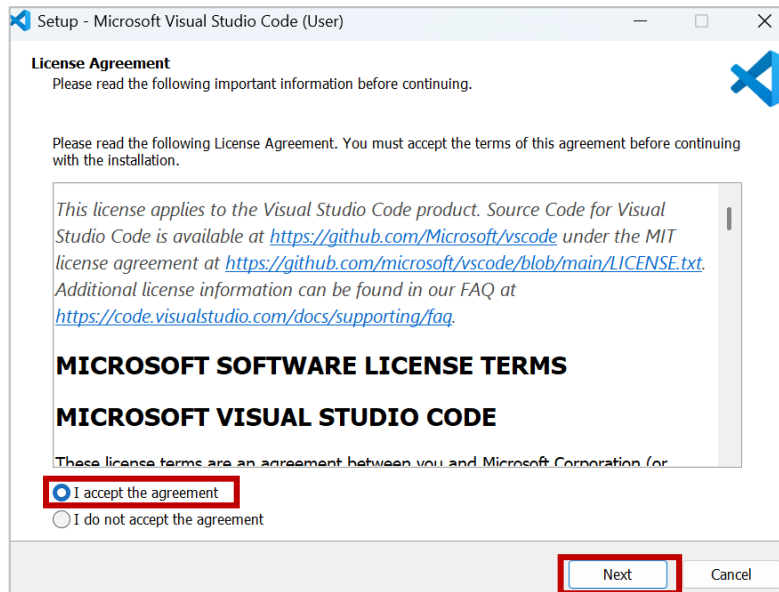 Setup - Microsoft Visual Studio Code (User)
License Agreement
Please read the following important information before continuing.
Please read the following License Agreement. You must accept the terms of this agreement before continuing
with the installation.
This license applies to the Visual Studio Code product. Source Code for Visual
Studio Code is available at https://github.com/Microsoft/vscode under the MIT
license agreement at https://github.com/microsoft/vscode/blob/main/LICENSE.txt.
Additional license information can be found in our FAQ at
https://code.visualstudio.com/docs/supporting/faq.
MICROSOFT SOFTWARE LICENSE TERMS
MICROSOFT VISUAL STUDIO CODE
These license terms are an agreement between you and Microsoft Corporation (or
I accept the agreement
I do not accept the agreement
Next
Cancel